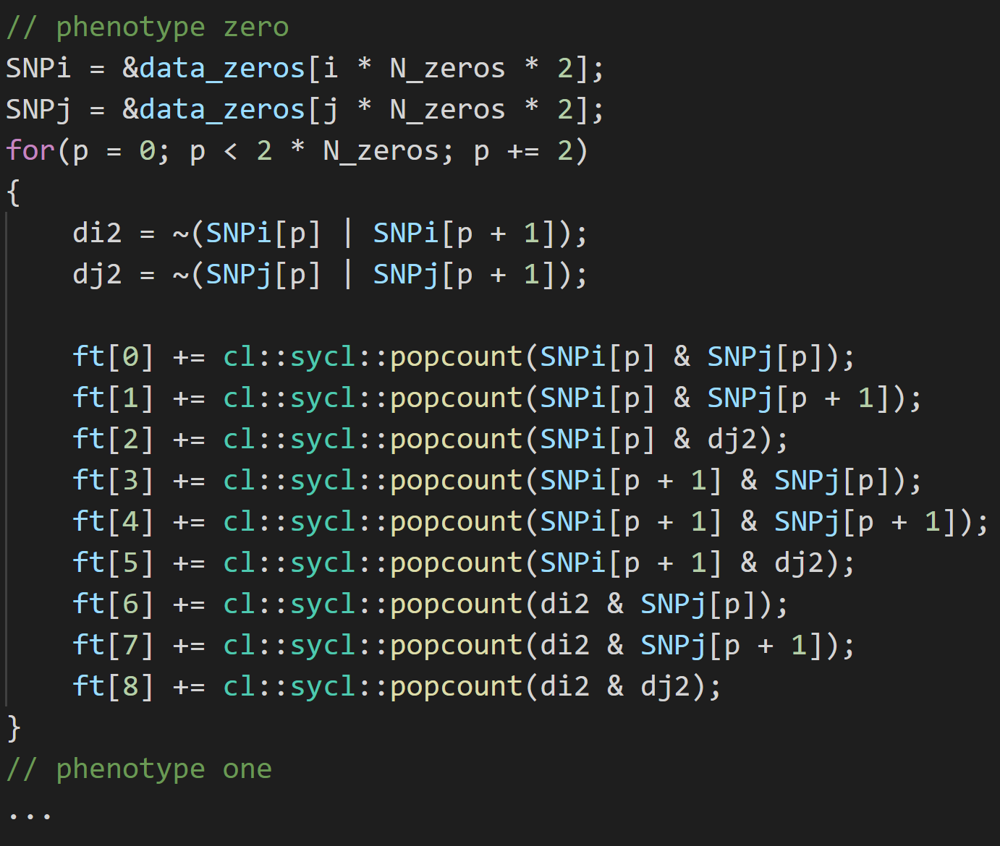 // phenotype zero
SNPi = &data_zeros[i * N_zeros * 2];
SNPj = &data_zeros[j * N_zeros * 2];
for(p = 0; p < 2 * N_zeros; p += 2)
{
    di2 = ~(SNPi[p] | SNPi[p + 1]);
    dj2 = ~(SNPj[p] | SNPj[p + 1]);

    ft[0] += cl::sycl::popcount(SNPi[p] & SNPj[p]);
    ft[1] += cl::sycl::popcount(SNPi[p] & SNPj[p + 1]);
    ft[2] += cl::sycl::popcount(SNPi[p] & dj2);
    ft[3] += cl::sycl::popcount(SNPi[p + 1] & SNPj[p]);
    ft[4] += cl::sycl::popcount(SNPi[p + 1] & SNPj[p + 1]);
    ft[5] += cl::sycl::popcount(SNPi[p + 1] & dj2);
    ft[6] += cl::sycl::popcount(di2 & SNPj[p]);
    ft[7] += cl::sycl::popcount(di2 & SNPj[p + 1]);
    ft[8] += cl::sycl::popcount(di2 & dj2);
}
// phenotype one
...